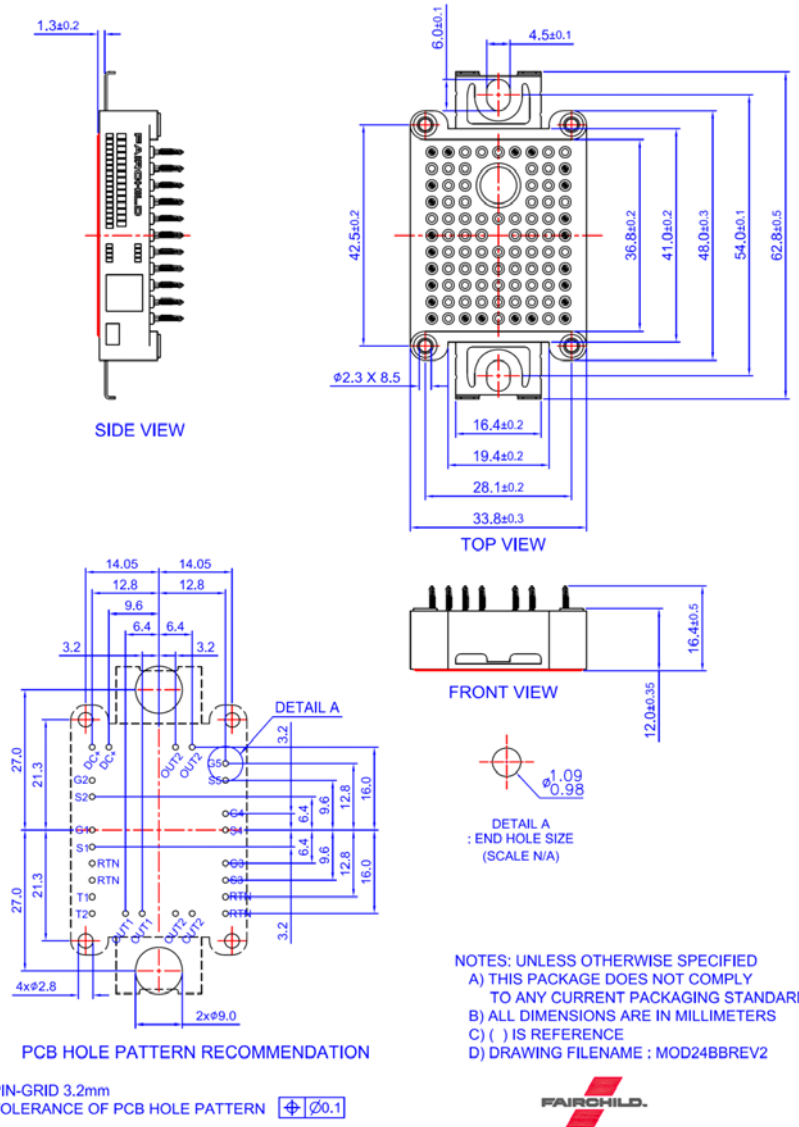 1.3±0.2
FAIRCHILD
SIDE VIEW
6.0±0.1
4.5±0.1
42.5±0.2
36.8±0.2
41.0±0.2
48.0±0.3
54.0±0.1
62.8±0.5
ø2.3 X 8.5
16.4±0.2
19.4±0.2
28.1±0.2
33.8±0.3
TOP VIEW
14.05 14.05
12.8 12.8
9.6
6.4 6.4
3.2 3.2
DETAIL A
DC+ DC+ OUT2 OUT2
G2
S2
G1
S1
RTN
RTN
T1
T2
OUT1 OUT1 OUT2 OUT2
G5
S5
G4
S4
G3
S3
RTN
RTN
27.0
21.3
27.0
21.3
3.2
6.4
9.6
12.8
16.0
6.4
9.6
12.8
16.0
3.2
4xø2.8
2xø9.0
PCB HOLE PATTERN RECOMMENDATION
16.4±0.5
12.0±0.35
FRONT VIEW
ø1.09
0.98
DETAIL A
: END HOLE SIZE
(SCALE N/A)
NOTES: UNLESS OTHERWISE SPECIFIED
A) THIS PACKAGE DOES NOT COMPLY
TO ANY CURRENT PACKAGING STANDARD
B) ALL DIMENSIONS ARE IN MILLIMETERS
C) ( ) IS REFERENCE
D) DRAWING FILENAME : MOD24BBREV2
PIN-GRID 3.2mm
TOLERANCE OF PCB HOLE PATTERN ⌖ Ø0.1
FAIRCHILD.